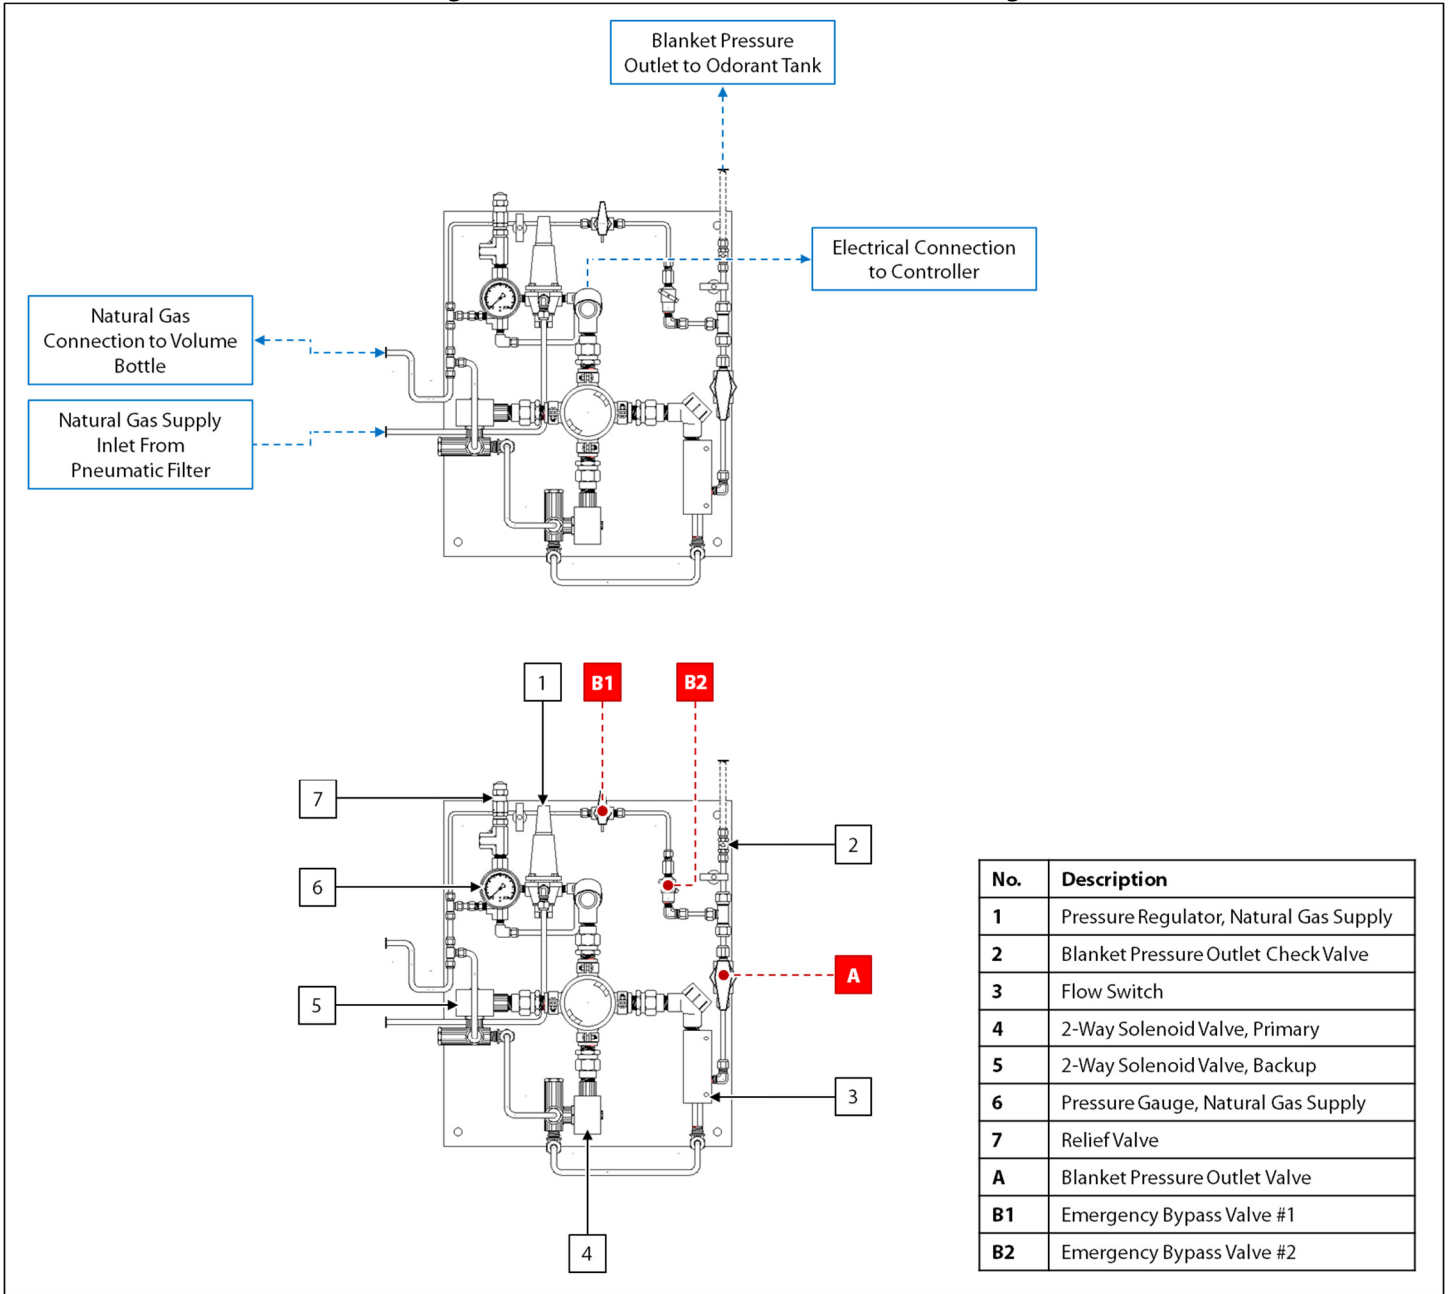 Blanket Pressure
Outlet to Odorant Tank
Electrical Connection
to Controller
Natural Gas
Connection to Volume
Bottle
Natural Gas Supply
Inlet From
Pneumatic Filter
1
B1
B2
7
2
6
A
5
3
4
No. Description
1 Pressure Regulator, Natural Gas Supply
2 Blanket Pressure Outlet Check Valve
3 Flow Switch
4 2-Way Solenoid Valve, Primary
5 2-Way Solenoid Valve, Backup
6 Pressure Gauge, Natural Gas Supply
7 Relief Valve
A Blanket Pressure Outlet Valve
B1 Emergency Bypass Valve #1
B2 Emergency Bypass Valve #2